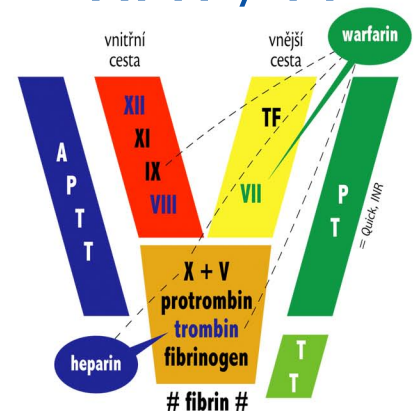 vnitřní
cesta
vnější
cesta
warfarin
A
P
T
T
XII
XI
IX
VIII
TF
VII
P
T
= Quick, INR
X + V
protrombin
trombin
fibrinogen
heparin
T
T
# fibrin #